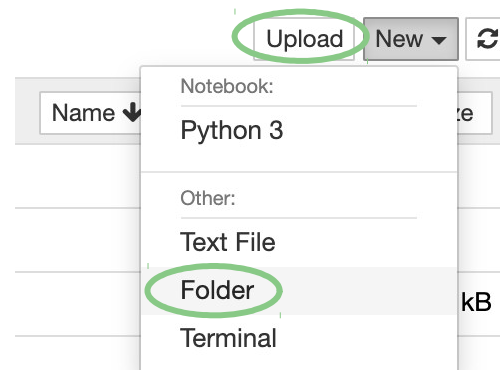 Upload New
Notebook:
Name
Python 3
Other:
Text File
Folder
kB
Terminal